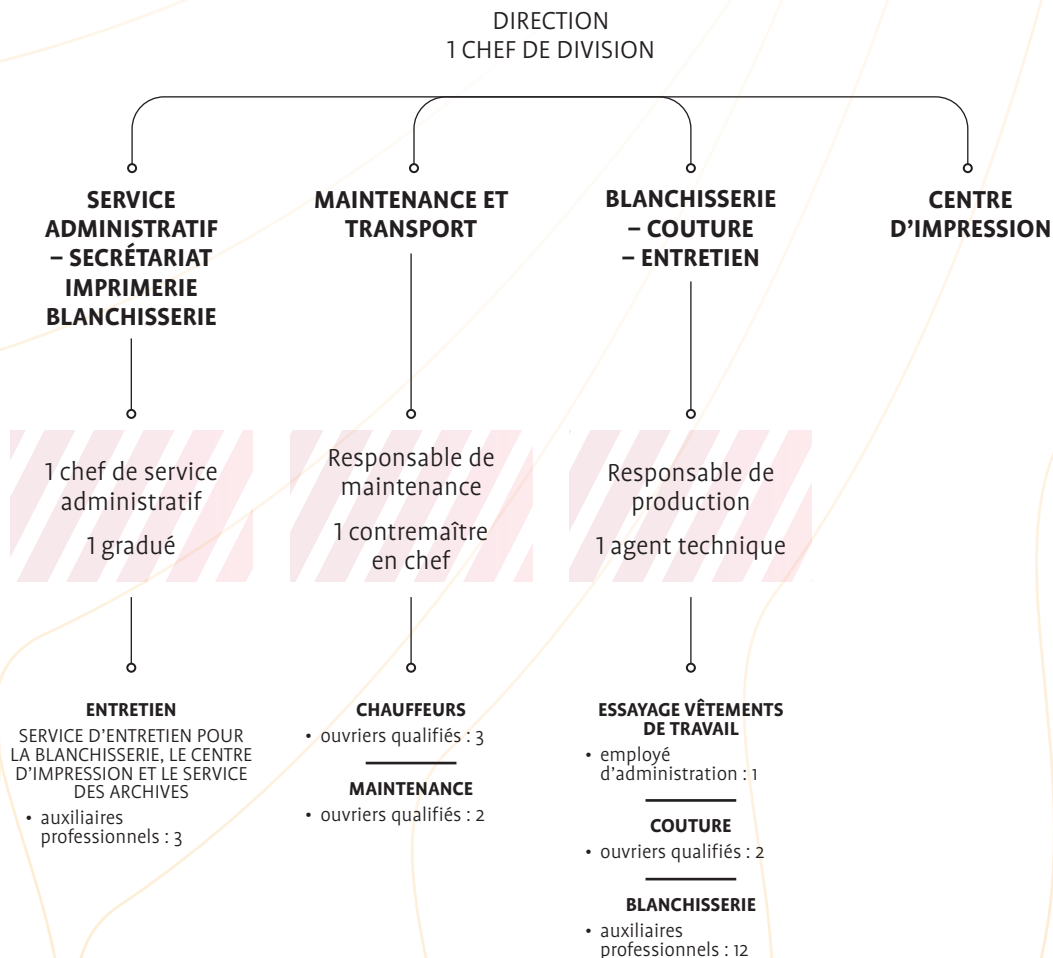 DIRECTION
1 CHEF DE DIVISION
SERVICE
ADMINISTRATIF
– SECRÉTARIAT
IMPRIMERIE
BLANCHISSERIE
1 chef de service
administratif
1 gradué
ENTRETIEN
SERVICE D’ENTRETIEN POUR
LA BLANCHISSERIE, LE CENTRE
D’IMPRESSION ET LE SERVICE
DES ARCHIVES
• auxiliaires
professionnels : 3
MAINTENANCE ET
TRANSPORT
Responsable de
maintenance
1 contremaître
en chef
CHAUFFEURS
• ouvriers qualifiés : 3
MAINTENANCE
• ouvriers qualifiés : 2
BLANCHISSERIE
– COUTURE
– ENTRETIEN
Responsable de
production
1 agent technique
ESSAYAGE VÊTEMENTS
DE TRAVAIL
• employé
d’administration : 1
COUTURE
• ouvriers qualifiés : 2
BLANCHISSERIE
• auxiliaires
professionnels : 12
CENTRE
D’IMPRESSION